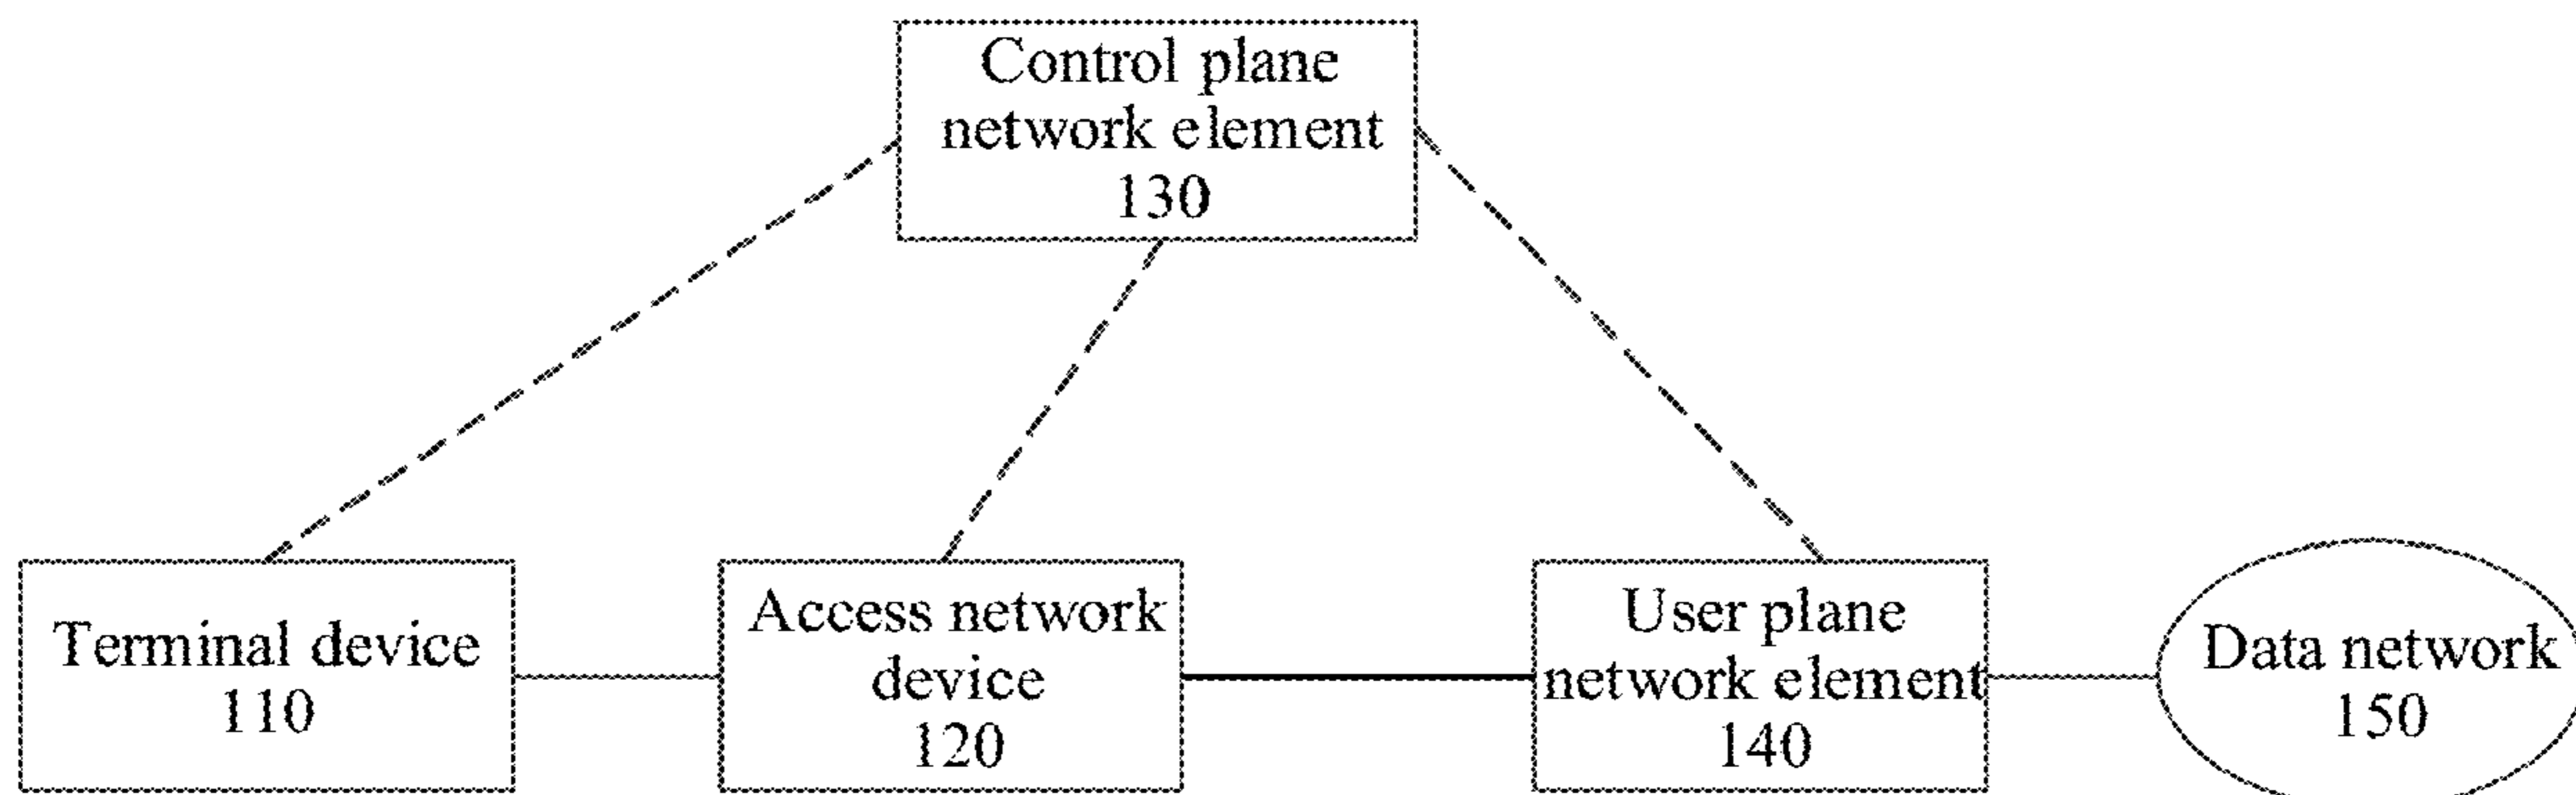 Control plane
network element
130
Terminal device
110
Access network
device
120
User plane
network element
140
Data network
150